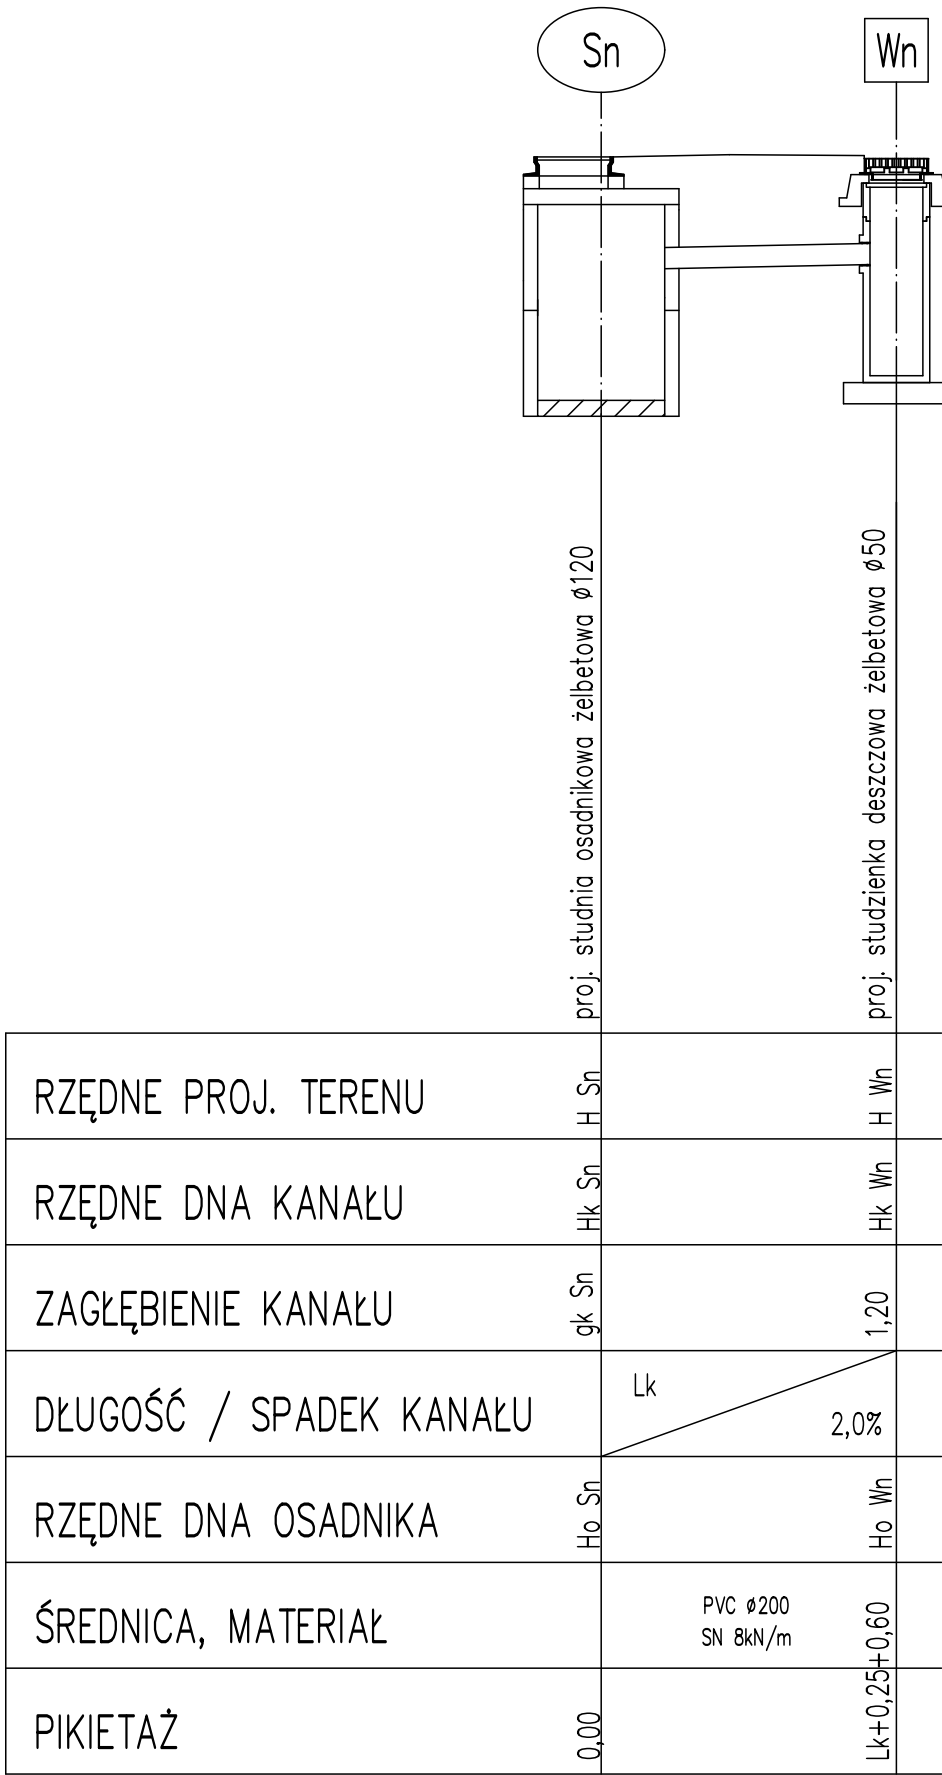 Sn
Wn
proj. studnia osadnikowa żelbetowa ø120
proj. studzienka deszczowa żelbetowa ø50
RZĘDNE PROJ. TERENU
H Sn
H Wn
RZĘDNE DNA KANAŁU
Hk Sn
Hk Wn
ZAGŁĘBIENIE KANAŁU
gk Sn
1,20
DŁUGOŚĆ / SPADEK KANAŁU
Lk
2,0%
RZĘDNE DNA OSADNIKA
Ho Sn
Ho Wn
ŚREDNICA, MATERIAŁ
PVC ø200
SN 8kN/m
PIKIETAŻ
0,00
Lk+0,25+0,60